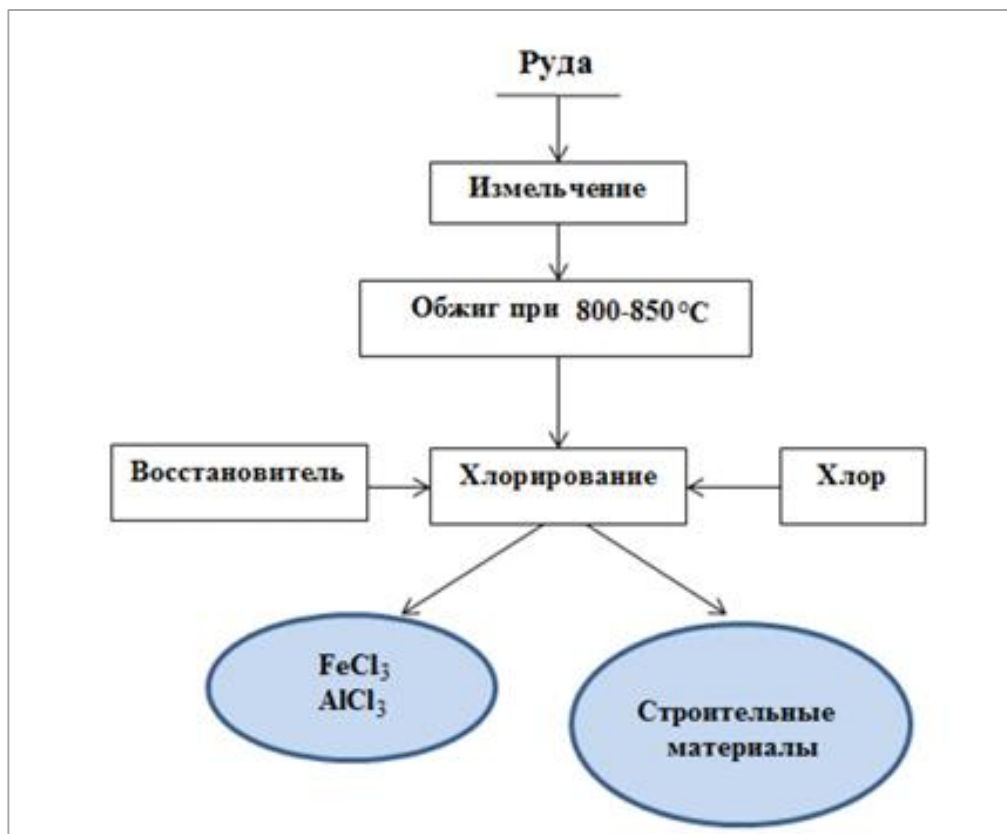 Руда
Измельчение
Обжиг при 800-850°C
Восстановитель
Хлорирование
Хлор
FeCl₃
AlCl₃
Строительные
материалы